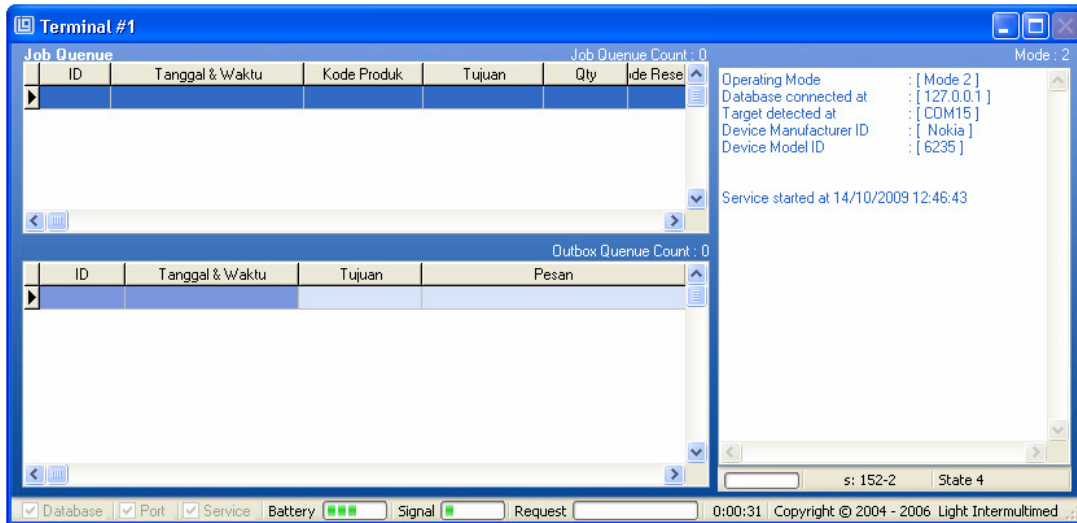 Terminal #1
Job Quenue
Job Quenue Count : 0
Mode : 2
ID Tanggal & Waktu Kode Produk Tujuan Qty ide Rese
Operating Mode : [ Mode 2 ]
Database connected at : [ 127.0.0.1 ]
Target detected at : [ COM15 ]
Device Manufacturer ID : [ Nokia ]
Device Model ID : [ 6235 ]
Service started at 14/10/2009 12:46:43
Outbox Quenue Count : 0
ID Tanggal & Waktu Tujuan Pesan
s: 152-2 State 4
Database Port Service Battery Signal Request 0:00:31 Copyright © 2004 - 2006 Light Intermultimed